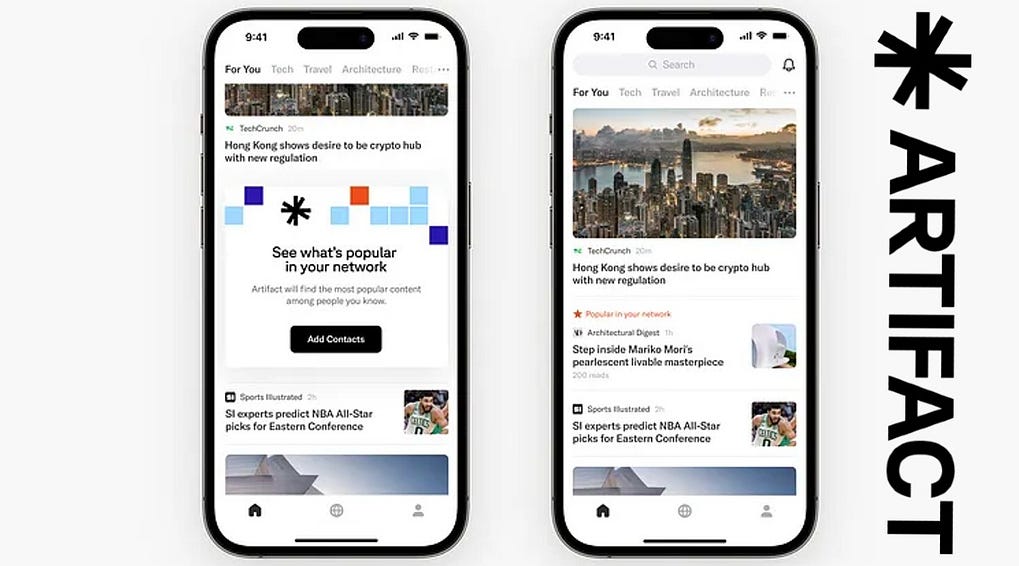 9:41
For You Tech Travel Architecture
TechCrunch 20m
Hong Kong shows desire to be crypto hub
with new regulation
See what's popular
in your network
Artifact will find the most popular content
among people you know.
Add Contacts
Sports Illustrated 2h
SI experts predict NBA All-Star
picks for Eastern Conference
9:41
Search
For You Tech Travel Architecture
TechCrunch 20m
Hong Kong shows desire to be crypto hub
with new regulation
Popular in your network
Architectural Digest 1h
Step inside Mariko Mori's
pearlescent livable masterpiece
200 reads
Sports Illustrated 2h
SI experts predict NBA All-Star
picks for Eastern Conference
ARTIFACT